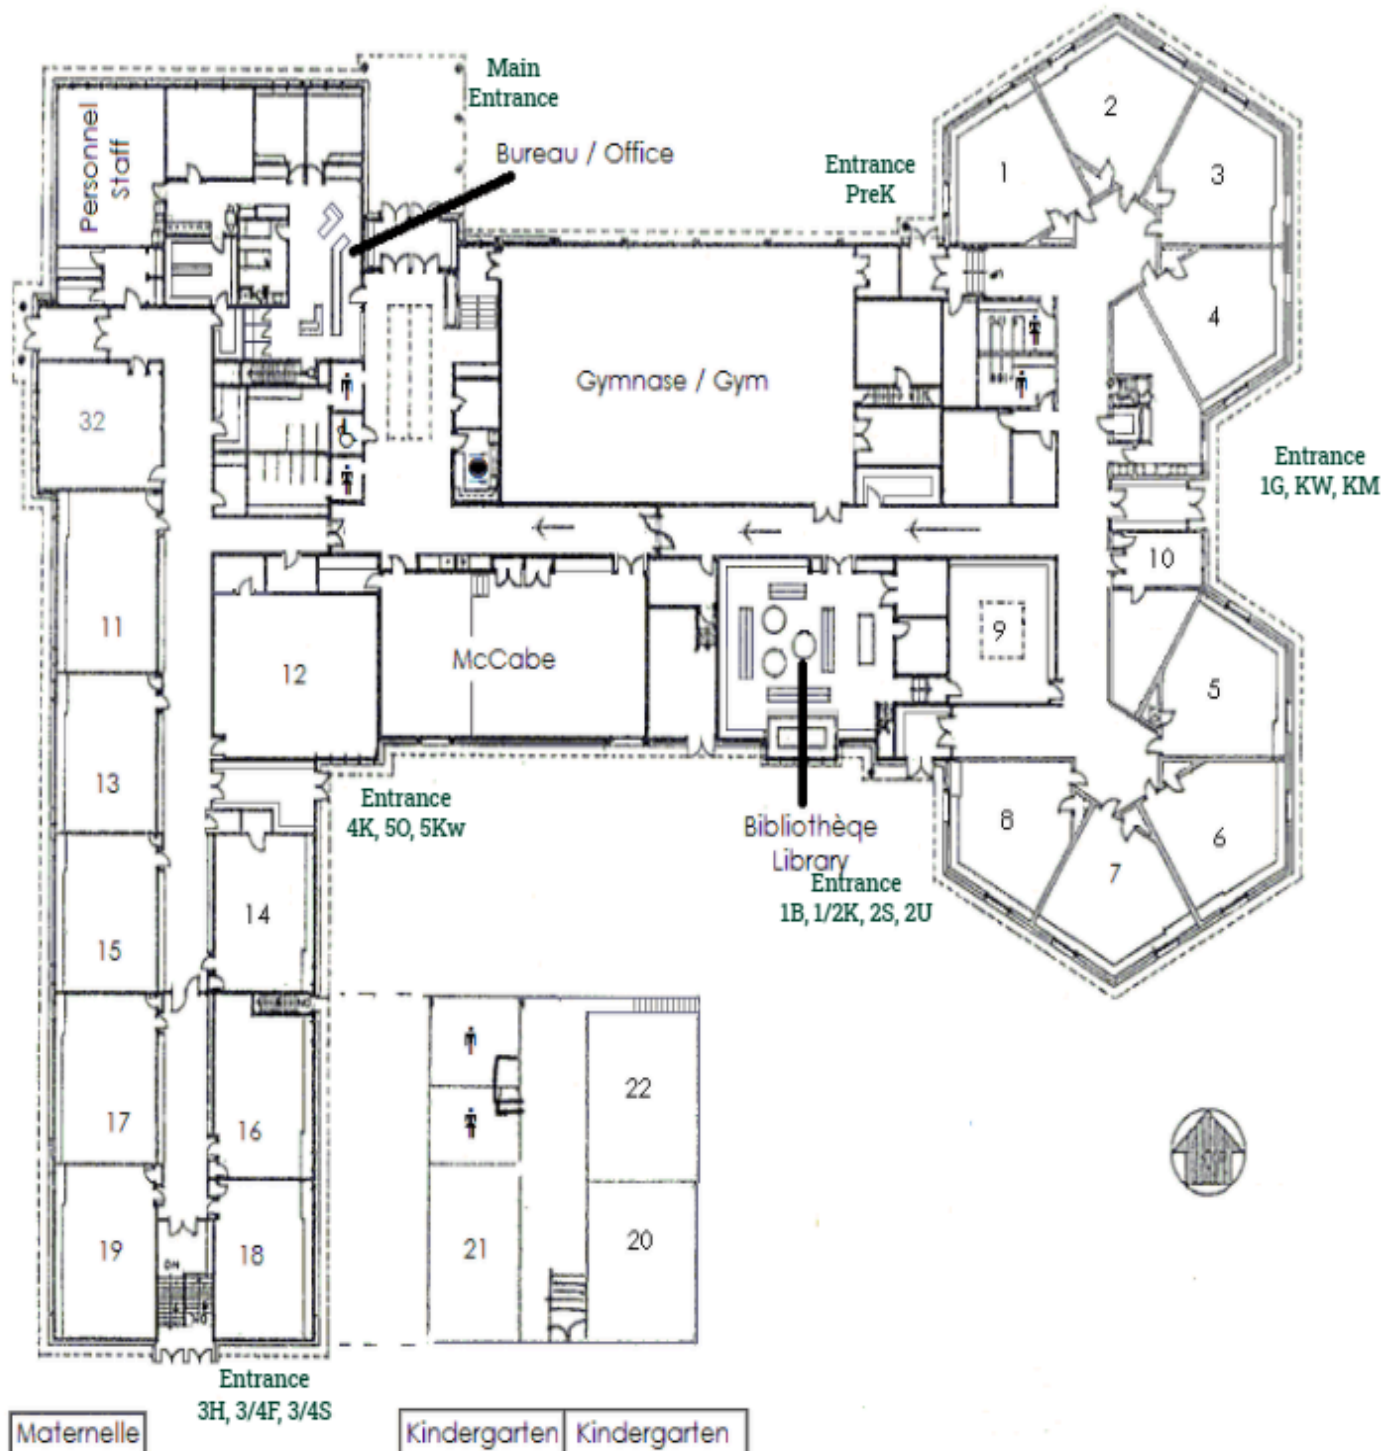 Main
Entrance
Bureau / Office
Personnel
Staff
Entrance
PreK
1
2
3
4
Gymnase / Gym
32
Entrance
1G, KW, KM
10
11
12
McCabe
9
5
13
Entrance
4K, 5O, 5Kw
Bibliothèqe
Library
8
7
6
Entrance
1B, 1/2K, 2S, 2U
14
15
22
17
16
21
20
19
18
DN
Entrance
3H, 3/4F, 3/4S
Maternelle
Kindergarten
Kindergarten